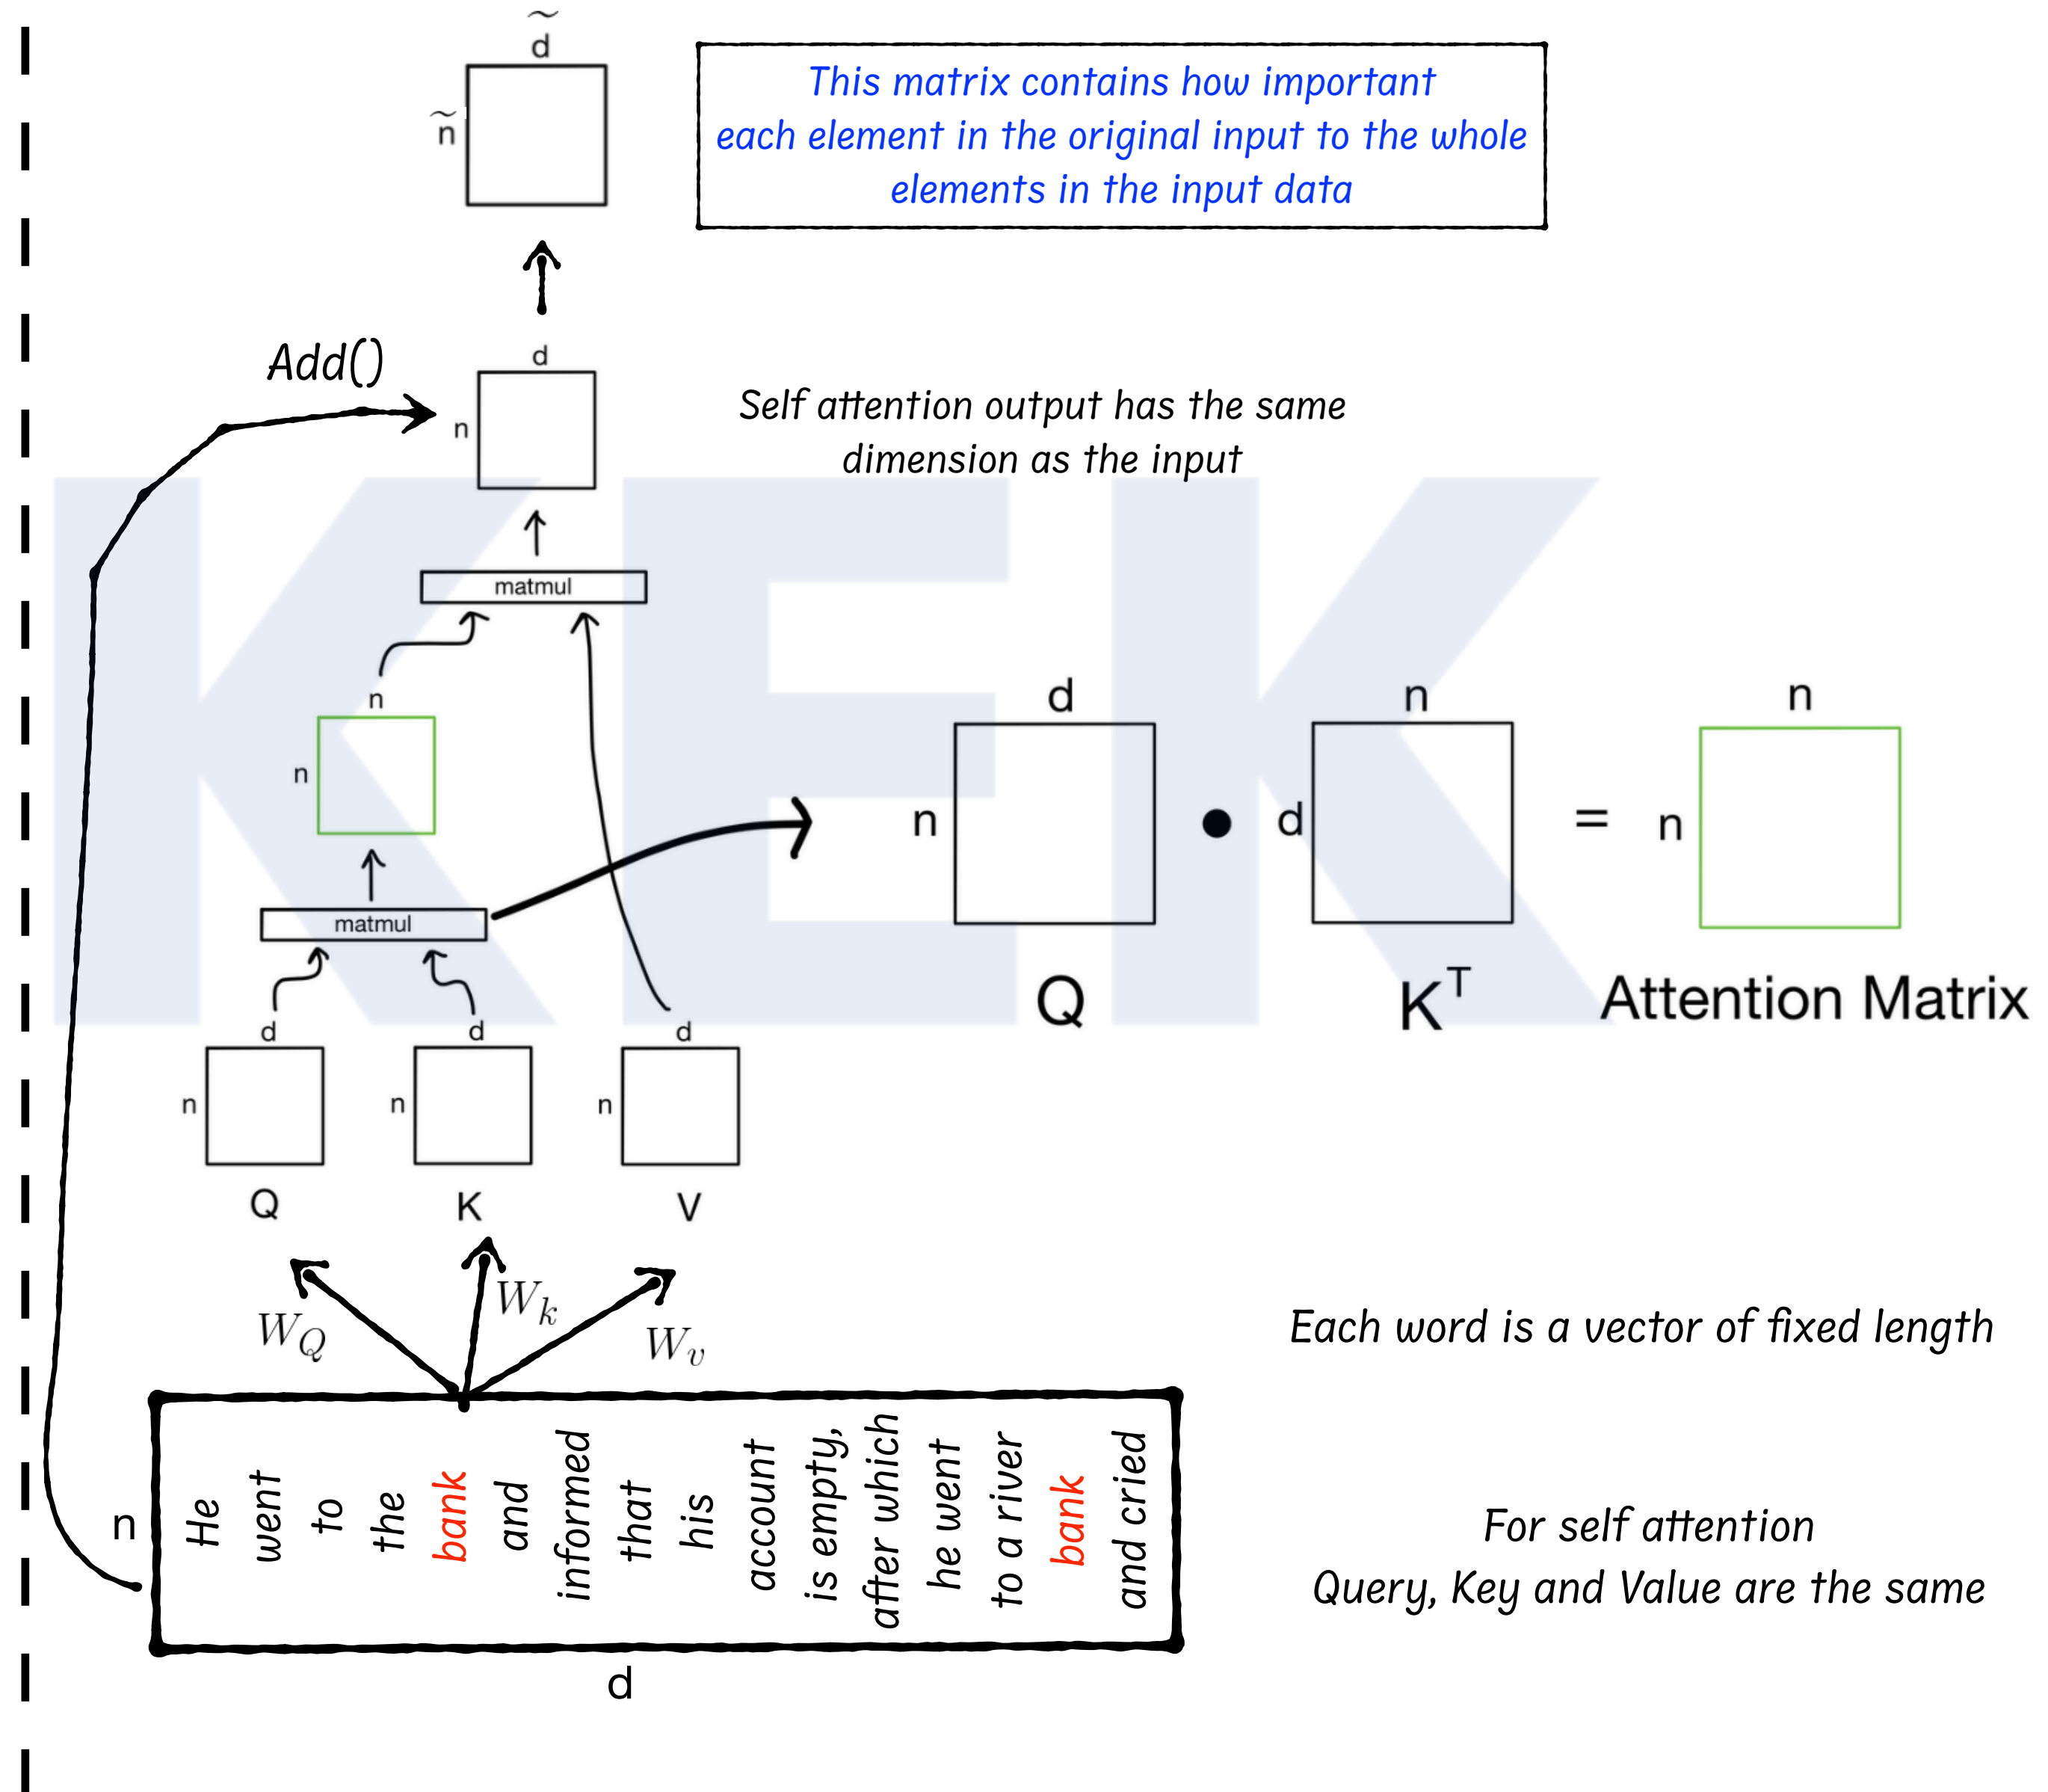 d̃
ñ
This matrix contains how important
each element in the original input to the whole
elements in the input data
Add()
d
n
Self attention output has the same
dimension as the input
matmul
n
n
matmul
d
n
d
n
n
n
=
Q
K^T
Attention Matrix
d
d
d
n
n
n
Q
K
V
W_Q
W_k
W_v
Each word is a vector of fixed length
n
He
went
to
the
bank
and
informed
that
his
account
is empty,
after which
he went
to a river
bank
and cried
d
For self attention
Query, Key and Value are the same
KEK